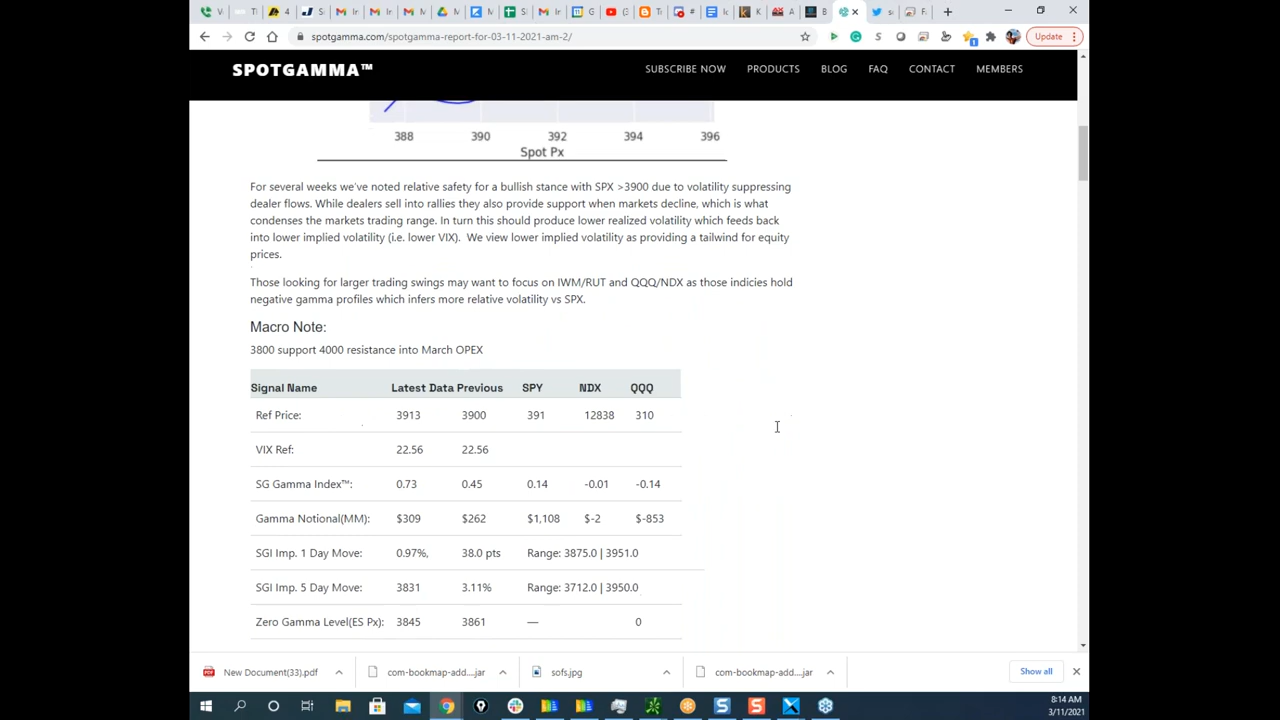 spotgamma.com/spotgamma-report-for-03-11-2021-am-2/
Update
SPOTGAMMA™
SUBSCRIBE NOW PRODUCTS BLOG FAQ CONTACT MEMBERS
388 390 392 394 396
Spot Px
For several weeks we've noted relative safety for a bullish stance with SPX >3900 due to volatility suppressing
dealer flows. While dealers sell into rallies they also provide support when markets decline, which is what
condenses the markets trading range. In turn this should produce lower realized volatility which feeds back
into lower implied volatility (i.e. lower VIX). We view lower implied volatility as providing a tailwind for equity
prices.
Those looking for larger trading swings may want to focus on IWM/RUT and QQQ/NDX as those indicies hold
negative gamma profiles which infers more relative volatility vs SPX.
Macro Note:
3800 support 4000 resistance into March OPEX
Signal Name Latest Data Previous SPY NDX QQQ
Ref Price: 3913 3900 391 12838 310
VIX Ref: 22.56 22.56
SG Gamma Index™: 0.73 0.45 0.14 -0.01 -0.14
Gamma Notional(MM): $309 $262 $1,108 $-2 $-853
SGI Imp. 1 Day Move: 0.97%, 38.0 pts Range: 3875.0 | 3951.0
SGI Imp. 5 Day Move: 3831 3.11% Range: 3712.0 | 3950.0
Zero Gamma Level(ES Px): 3845 3861 — 0
New Document(33).pdf com-bookmap-add....jar sofs.jpg com-bookmap-add....jar Show all
8:14 AM
3/11/2021